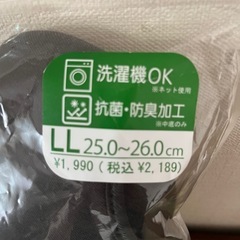 洗濯機OK
※ネット使用
抗菌・防臭加工
※中底のみ
LL 25.0~26.0cm
¥1,990(税込¥2,189)